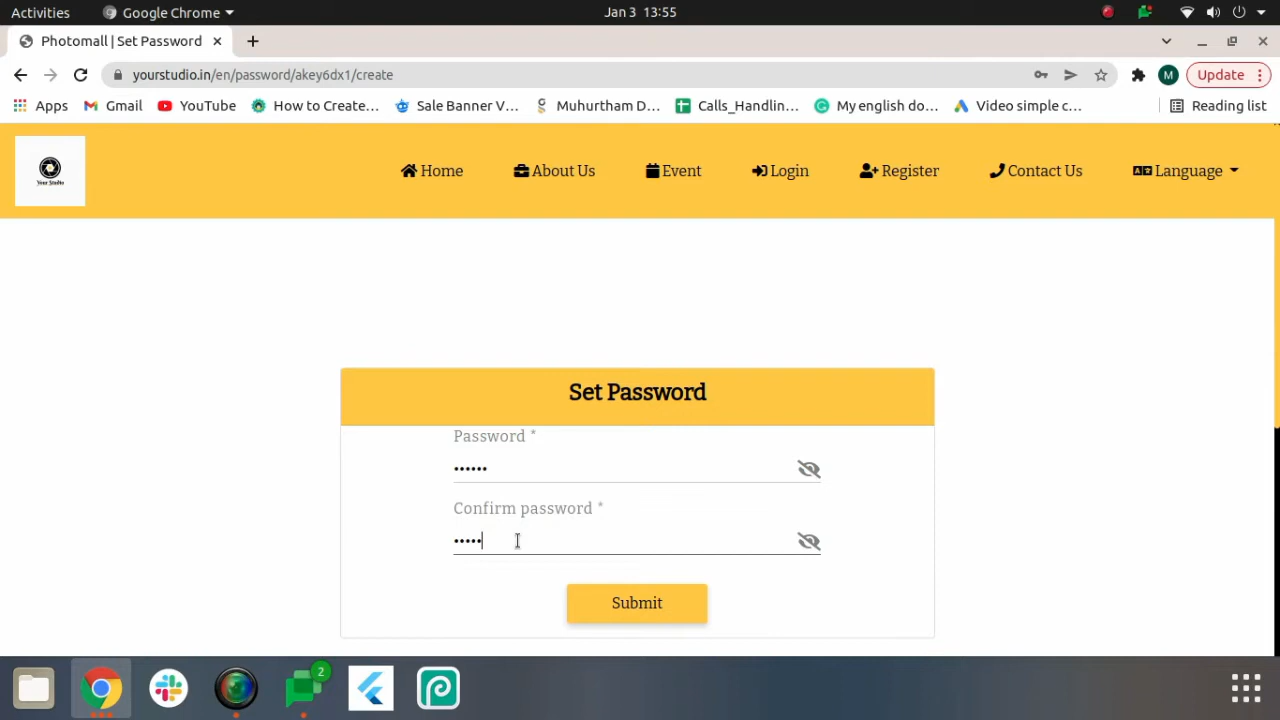 Activities Google Chrome Jan 3 13:55
Photomall | Set Password
yourstudio.in/en/password/akey6dx1/create M Update
Apps Gmail YouTube How to Create… Sale Banner V… Muhurtham D… Calls_Handlin… My english do… Video simple c… Reading list
Your Studio Home About Us Event Login Register Contact Us Language
Set Password
Password *
••••••
Confirm password *
•••••
Submit
2